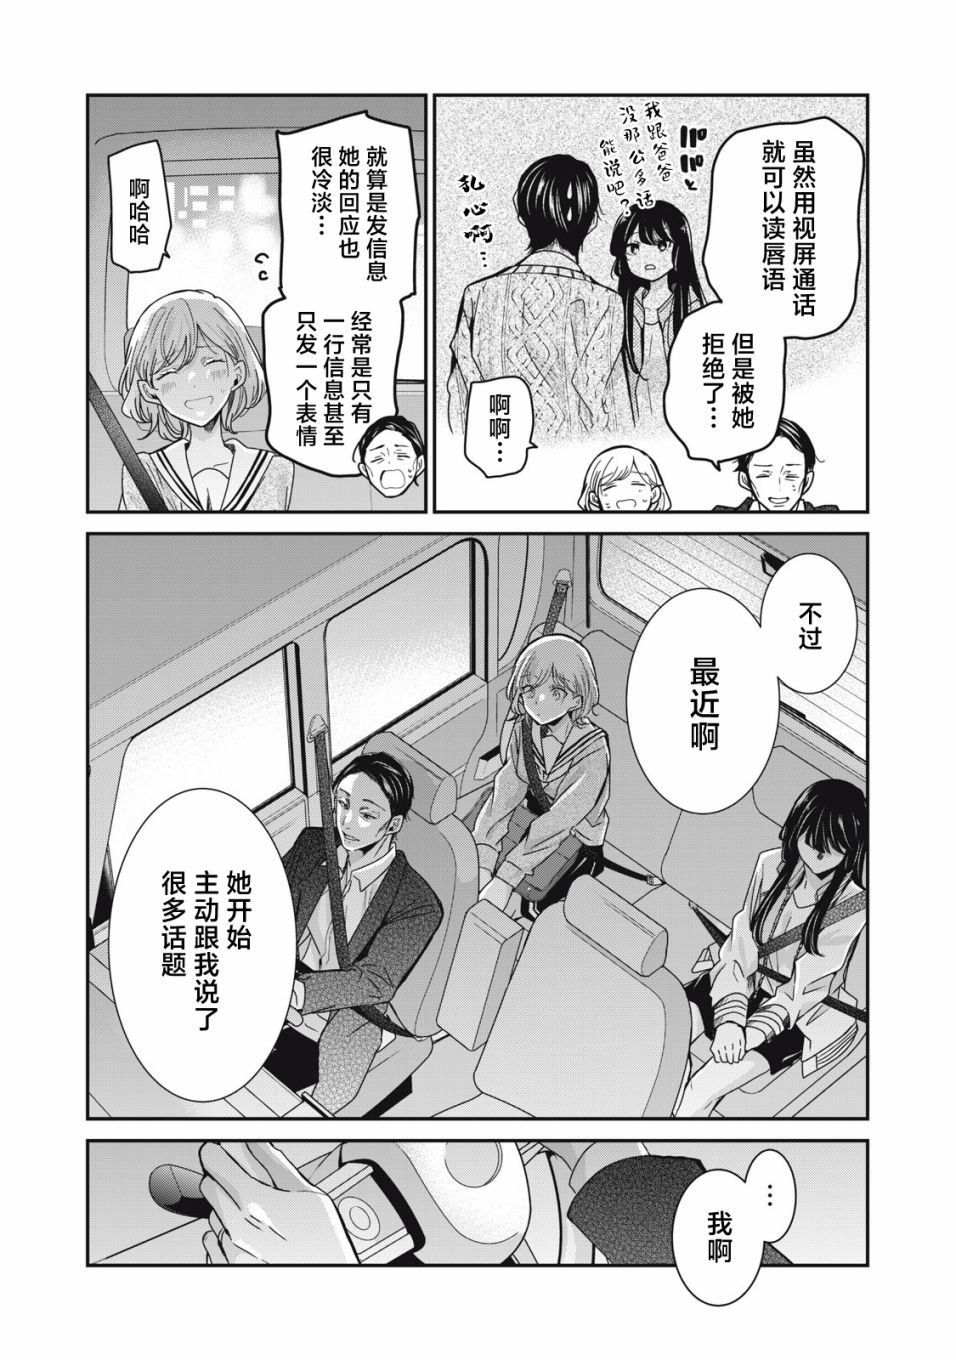 虽然用视屏通话
就可以读唇语
但是被她
拒绝了…
我跟爸爸
没那么多话
能说吧？
乱心啊…
啊啊…
就算是发信息
她的回应也
很冷淡…
经常是只有
一行信息甚至
只发一个表情
啊哈哈
不过
最近啊
她开始
主动跟我说了
很多话题
…
我啊